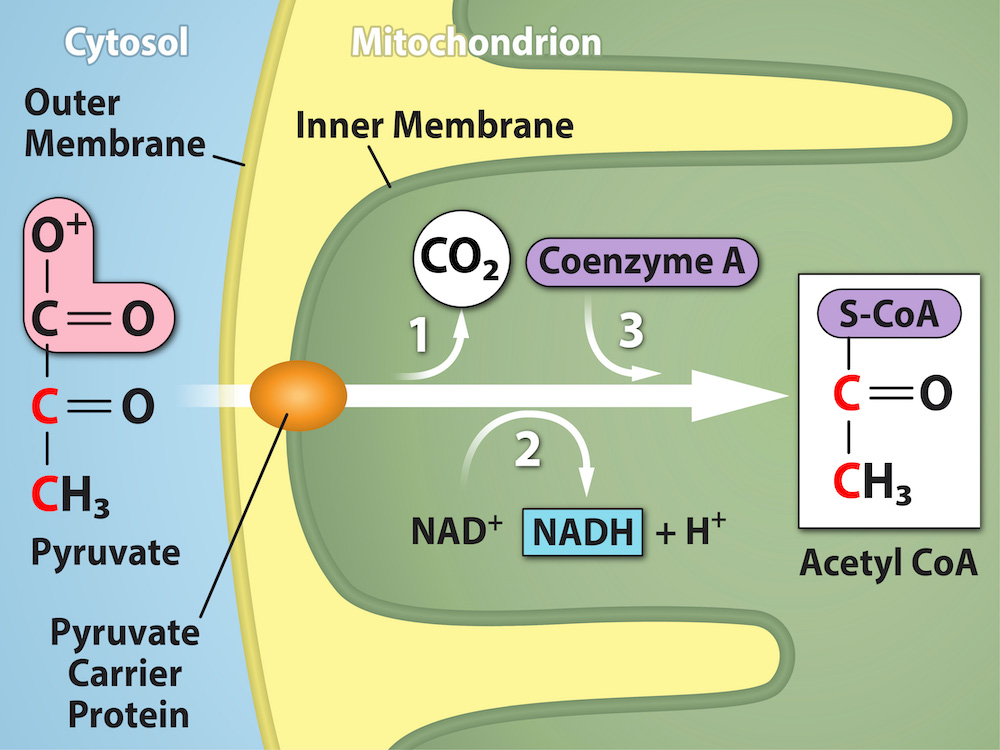 Cytosol
Mitochondrion
Outer
Membrane
Inner Membrane
O⁺
C=O
C=O
CH₃
Pyruvate
Pyruvate
Carrier
Protein
CO₂
Coenzyme A
1
3
2
NAD⁺ NADH + H⁺
S-CoA
C=O
CH₃
Acetyl CoA